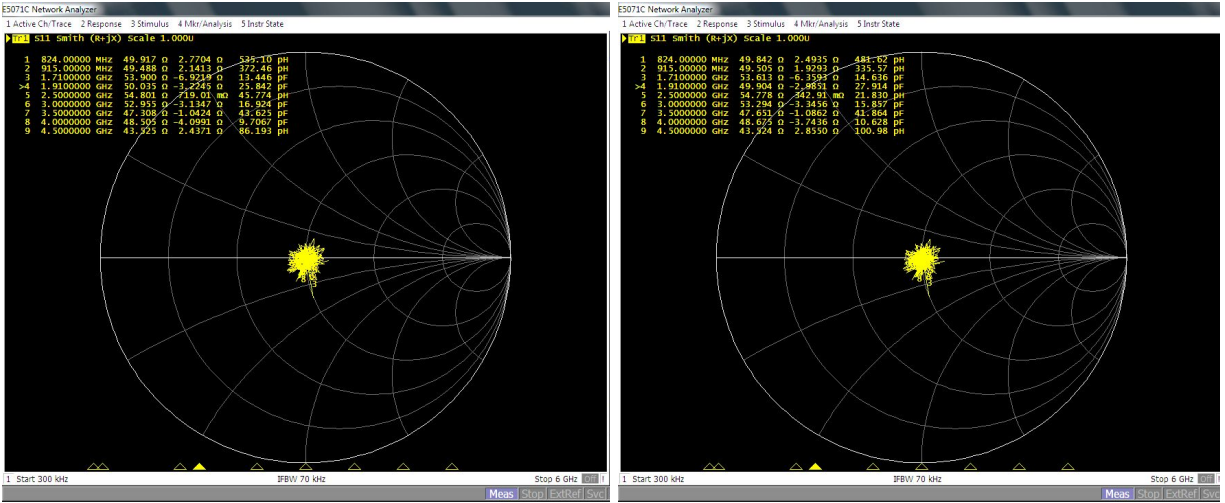 E5071C Network Analyzer
1 Active Ch/Trace 2 Response 3 Stimulus 4 Mkr/Analysis 5 Instr State
Tr1 S11 Smith (R+jX) Scale 1.000U
1 824.00000 MHz 49.917 Ω 2.7704 Ω 535.10 pH
2 915.00000 MHz 49.488 Ω 2.1413 Ω 372.46 pH
3 1.7100000 GHz 53.900 Ω -6.9219 Ω 13.446 pF
>4 1.9100000 GHz 50.035 Ω -3.2245 Ω 25.842 pF
5 2.5000000 GHz 54.801 Ω 719.01 mΩ 45.774 pH
6 3.0000000 GHz 52.955 Ω -3.1347 Ω 16.924 pF
7 3.5000000 GHz 47.308 Ω -1.0424 Ω 43.625 pF
8 4.0000000 GHz 48.505 Ω -4.0991 Ω 9.7067 pF
9 4.5000000 GHz 43.525 Ω 2.4371 Ω 86.193 pH
8
3
1 Start 300 kHz IFBW 70 kHz Stop 6 GHz Off !
Meas Stop ExtRef Svc
E5071C Network Analyzer
1 Active Ch/Trace 2 Response 3 Stimulus 4 Mkr/Analysis 5 Instr State
Tr1 S11 Smith (R+jX) Scale 1.000U
1 824.00000 MHz 49.842 Ω 2.4935 Ω 481.62 pH
2 915.00000 MHz 49.505 Ω 1.9293 Ω 335.57 pH
3 1.7100000 GHz 53.613 Ω -6.3593 Ω 14.636 pF
>4 1.9100000 GHz 49.904 Ω -2.9851 Ω 27.914 pF
5 2.5000000 GHz 54.778 Ω 342.91 mΩ 21.830 pH
6 3.0000000 GHz 53.294 Ω -3.3456 Ω 15.857 pF
7 3.5000000 GHz 47.651 Ω -1.0862 Ω 41.864 pF
8 4.0000000 GHz 48.675 Ω -3.7436 Ω 10.628 pF
9 4.5000000 GHz 43.524 Ω 2.8550 Ω 100.98 pH
8
3
1 Start 300 kHz IFBW 70 kHz Stop 6 GHz Off !
Meas Stop ExtRef Svc